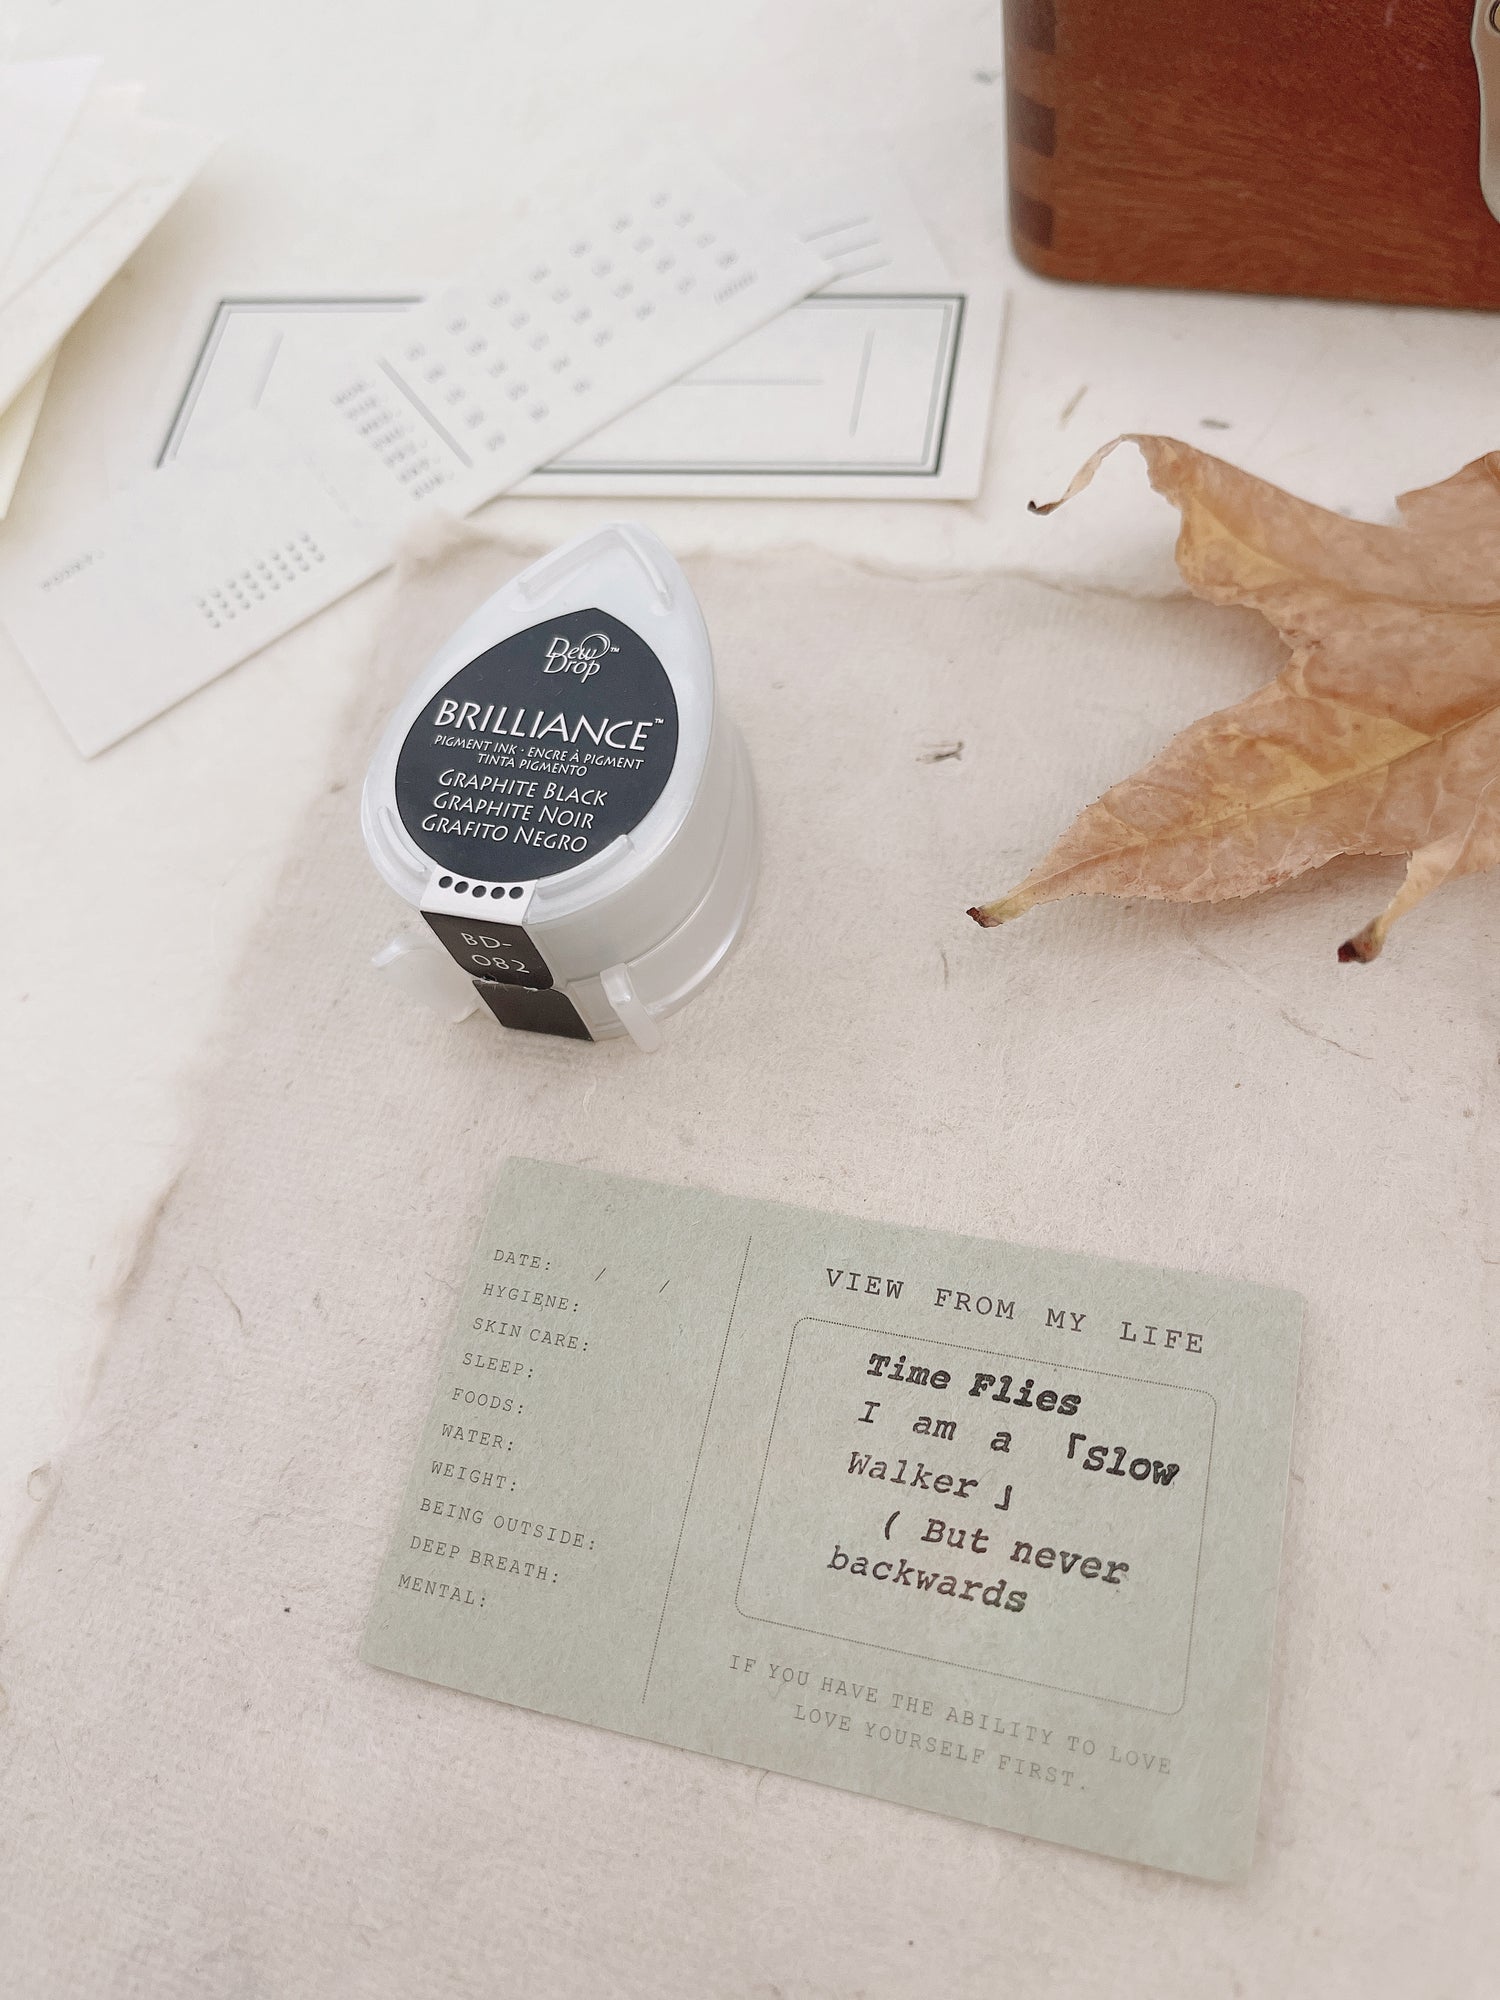 Dew
Drop™
BRILLIANCE™
PIGMENT INK · ENCRE À PIGMENT
TINTA PIGMENTO
GRAPHITE BLACK
GRAPHITE NOIR
GRAFITO NEGRO
BD-
082
DATE: / /
HYGIENE:
SKIN CARE:
SLEEP:
FOODS:
WATER:
WEIGHT:
BEING OUTSIDE:
DEEP BREATH:
MENTAL:
VIEW FROM MY LIFE
Time Flies
I am a 「Slow
Walker」
( But never
backwards
IF YOU HAVE THE ABILITY TO LOVE
LOVE YOURSELF FIRST.